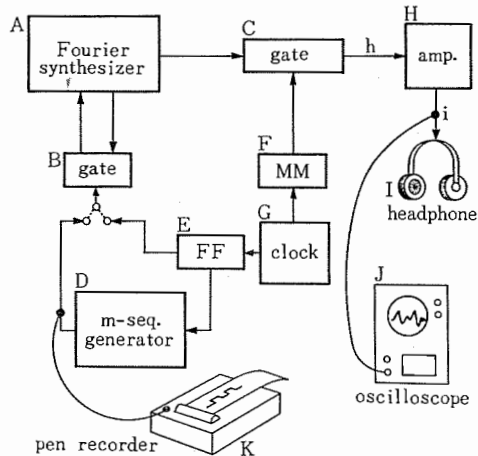 A
Fourier
synthesizer
C
gate
h
H
amp.
i
B
gate
F
MM
I
headphone
E
FF
G
clock
D
m-seq.
generator
J
oscilloscope
pen recorder
K